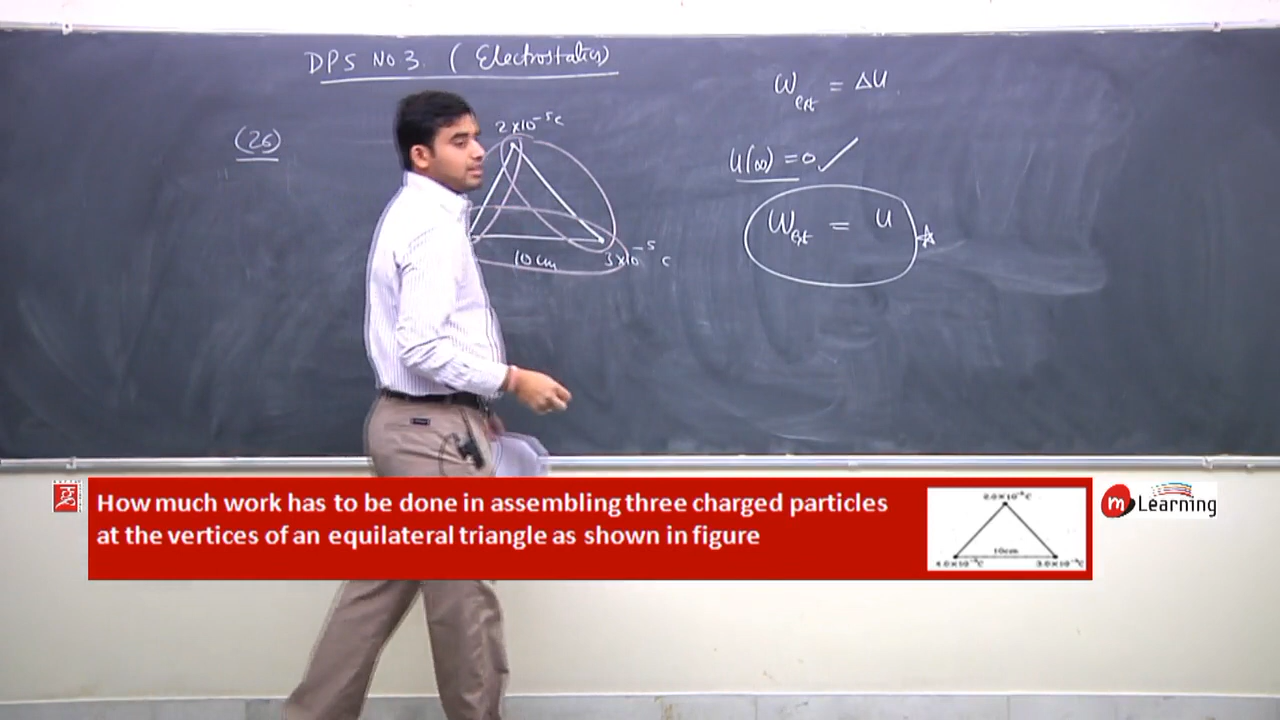 DPS No 3. ( Electrostatics)
(26)
2×10⁻⁵c
10 cm
3×10⁻⁵ c
W_ext = ΔU
U(∞) = 0 ✓
W_ext = U
How much work has to be done in assembling three charged particles
at the vertices of an equilateral triangle as shown in figure
10cm
m Learning